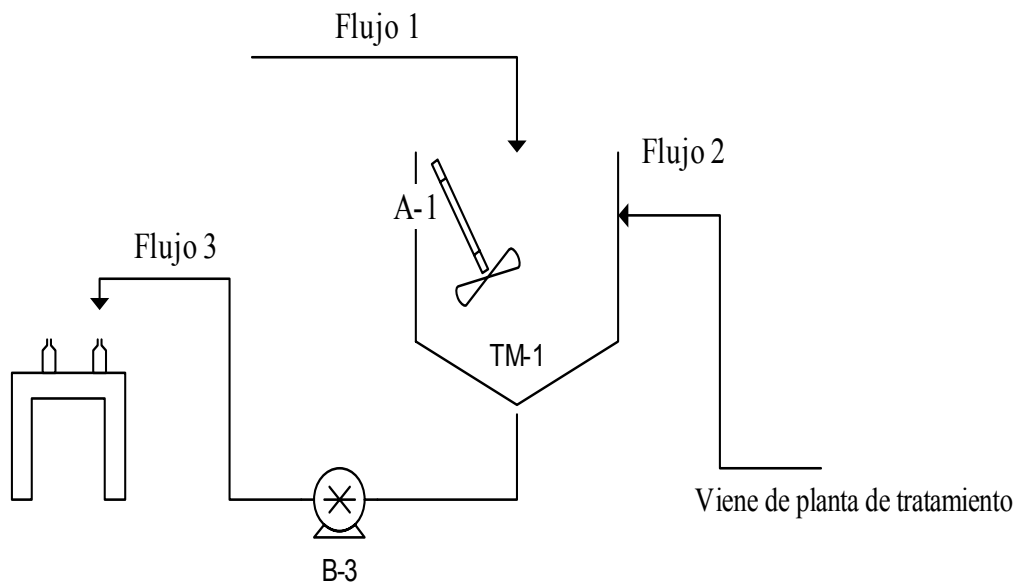 Flujo 1
Flujo 2
A-1
Flujo 3
TM-1
Viene de planta de tratamiento
B-3